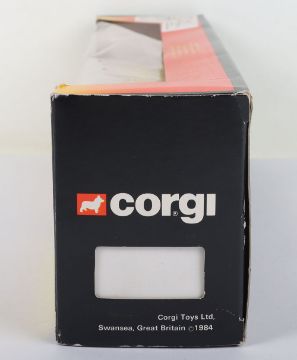 corgi®
Corgi Toys Ltd,
Swansea, Great Britain ©1984